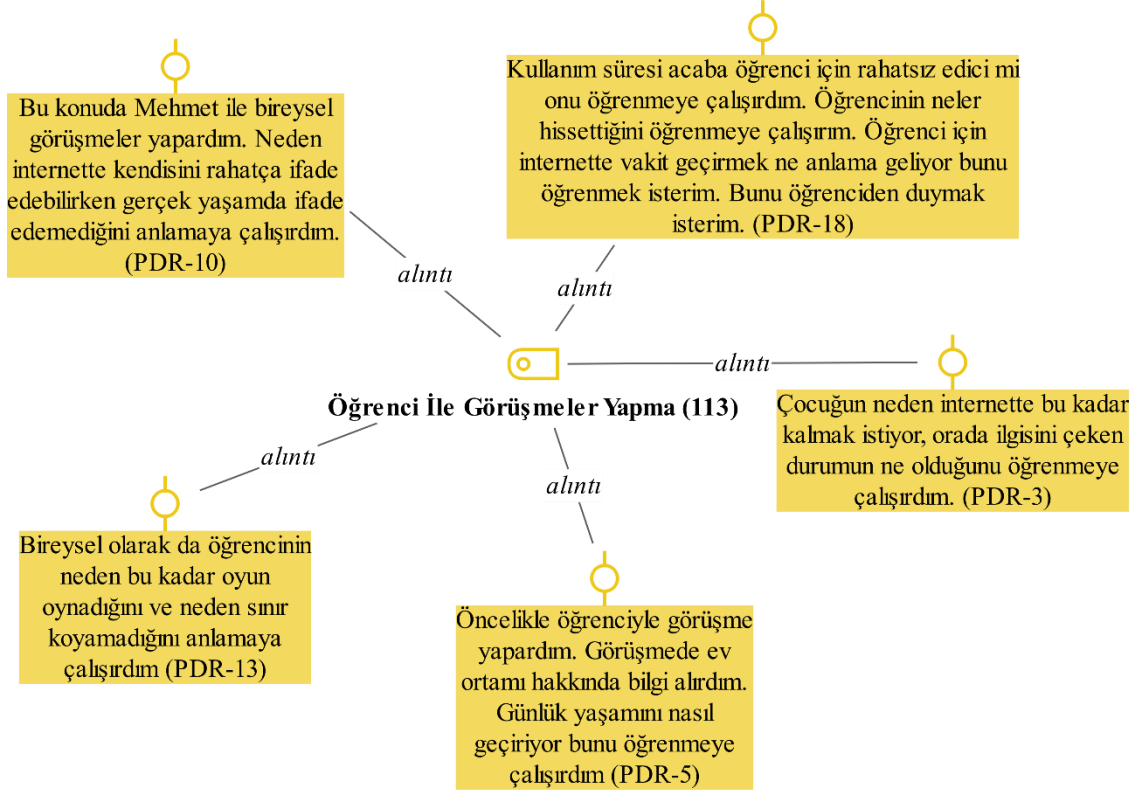 Bu konuda Mehmet ile bireysel
görüşmeler yapardım. Neden
internette kendisini rahatça ifade
edebilirken gerçek yaşamda ifade
edemediğini anlamaya çalışırdım.
(PDR-10)
Kullanım süresi acaba öğrenci için rahatsız edici mi
onu öğrenmeye çalışırdım. Öğrencinin neler
hissettiğini öğrenmeye çalışırım. Öğrenci için
internette vakit geçirmek ne anlama geliyor bunu
öğrenmek isterim. Bunu öğrenciden duymak
isterim. (PDR-18)
alıntı
alıntı
alıntı
Öğrenci İle Görüşmeler Yapma (113)
Çocuğun neden internette bu kadar
kalmak istiyor, orada ilgisini çeken
durumun ne olduğunu öğrenmeye
çalışırdım. (PDR-3)
alıntı
alıntı
Bireysel olarak da öğrencinin
neden bu kadar oyun
oynadığını ve neden sınır
koyamadığını anlamaya
çalışırdım (PDR-13)
Öncelikle öğrenciyle görüşme
yapardım. Görüşmede ev
ortamı hakkında bilgi alırdım.
Günlük yaşamını nasıl
geçiriyor bunu öğrenmeye
çalışırdım (PDR-5)